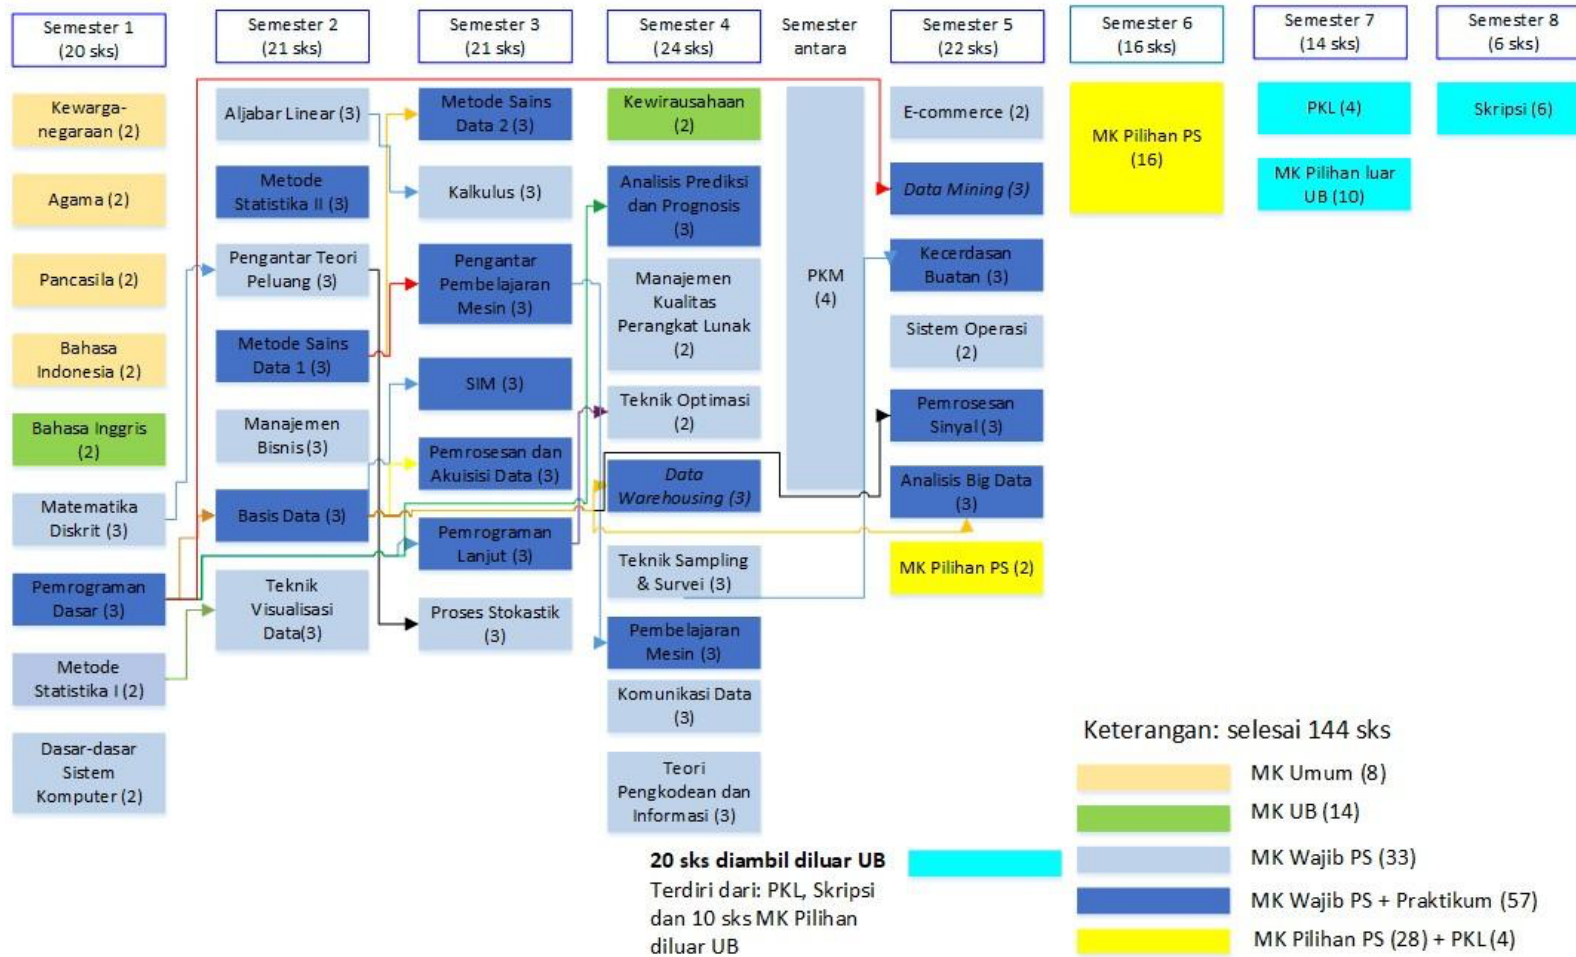 Semester 1
(20 sks)
Semester 2
(21 sks)
Semester 3
(21 sks)
Semester 4
(24 sks)
Semester
antara
Semester 5
(22 sks)
Semester 6
(16 sks)
Semester 7
(14 sks)
Semester 8
(6 sks)
Kewarga-
negaraan (2)
Agama (2)
Pancasila (2)
Bahasa
Indonesia (2)
Bahasa Inggris
(2)
Matematika
Diskrit (3)
Pemrograman
Dasar (3)
Metode
Statistika I (2)
Dasar-dasar
Sistem
Komputer (2)
Aljabar Linear (3)
Metode
Statistika II (3)
Pengantar Teori
Peluang (3)
Metode Sains
Data 1 (3)
Manajemen
Bisnis (3)
Basis Data (3)
Teknik
Visualisasi
Data(3)
Metode Sains
Data 2 (3)
Kalkulus (3)
Pengantar
Pembelajaran
Mesin (3)
SIM (3)
Pemrosesan dan
Akuisisi Data (3)
Pemrograman
Lanjut (3)
Proses Stokastik
(3)
Kewirausahaan
(2)
Analisis Prediksi
dan Prognosis
(3)
Manajemen
Kualitas
Perangkat Lunak
(2)
Teknik Optimasi
(2)
Data
Warehousing (3)
Teknik Sampling
& Survei (3)
Pembelajaran
Mesin (3)
Komunikasi Data
(3)
Teori
Pengkodean dan
Informasi (3)
PKM
(4)
E-commerce (2)
Data Mining (3)
Kecerdasan
Buatan (3)
Sistem Operasi
(2)
Pemrosesan
Sinyal (3)
Analisis Big Data
(3)
MK Pilihan PS (2)
MK Pilihan PS
(16)
PKL (4)
MK Pilihan luar
UB (10)
Skripsi (6)
Keterangan: selesai 144 sks
MK Umum (8)
MK UB (14)
MK Wajib PS (33)
MK Wajib PS + Praktikum (57)
MK Pilihan PS (28) + PKL (4)
20 sks diambil diluar UB
Terdiri dari: PKL, Skripsi
dan 10 sks MK Pilihan
diluar UB